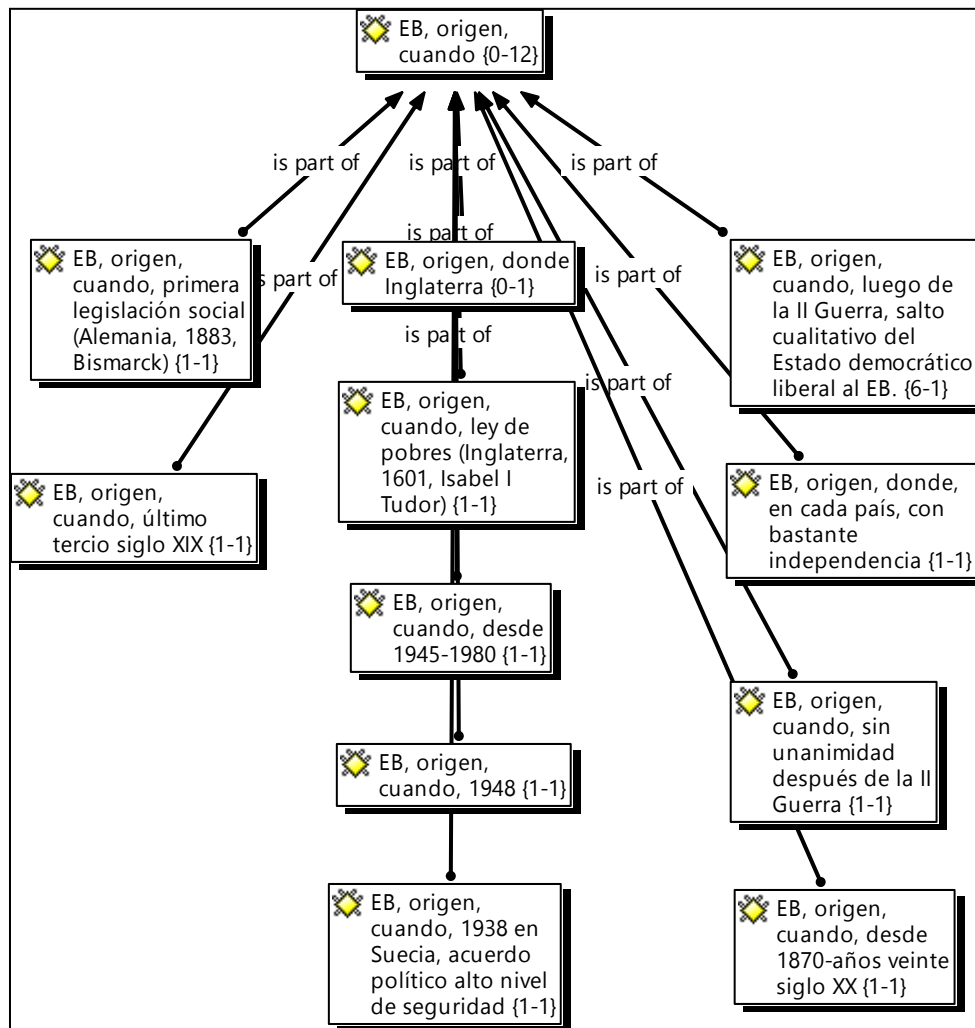 EB, origen,
cuando {0-12}
is part of
is part of
is part of
is part of
is part of
is part of
is part of
is part of
is part of
EB, origen,
cuando, primera
legislación social
(Alemania, 1883,
Bismarck) {1-1}
EB, origen, donde
Inglaterra {0-1}
EB, origen,
cuando, luego de
la II Guerra, salto
cualitativo del
Estado democrático
liberal al EB. {6-1}
EB, origen,
cuando, ley de
pobres (Inglaterra,
1601, Isabel I
Tudor) {1-1}
EB, origen,
cuando, último
tercio siglo XIX {1-1}
EB, origen, donde,
en cada país, con
bastante
independencia {1-1}
EB, origen,
cuando, desde
1945-1980 {1-1}
EB, origen,
cuando, sin
unanimidad
después de la II
Guerra {1-1}
EB, origen,
cuando, 1948 {1-1}
EB, origen,
cuando, 1938 en
Suecia, acuerdo
político alto nivel
de seguridad {1-1}
EB, origen,
cuando, desde
1870-años veinte
siglo XX {1-1}